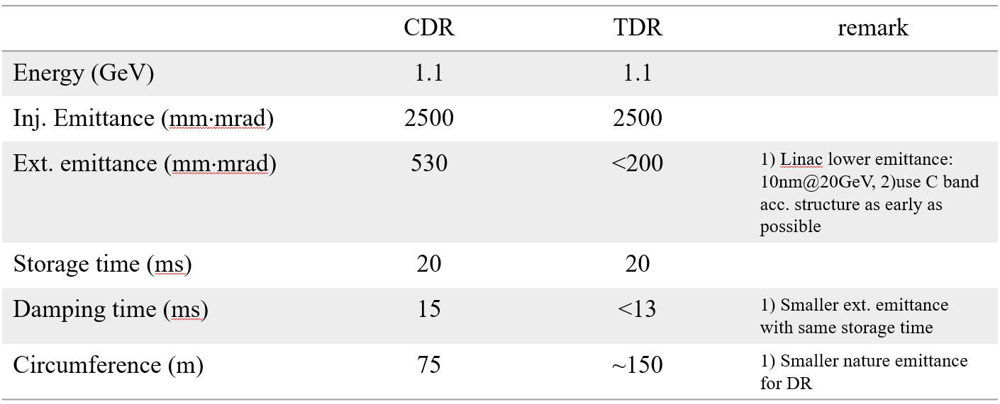 CDR TDR remark
Energy (GeV) 1.1 1.1
Inj. Emittance (mm·mrad) 2500 2500
Ext. emittance (mm·mrad) 530 <200 1) Linac lower emittance:
10nm@20GeV, 2)use C band
acc. structure as early as
possible
Storage time (ms) 20 20
Damping time (ms) 15 <13 1) Smaller ext. emittance
with same storage time
Circumference (m) 75 ~150 1) Smaller nature emittance
for DR